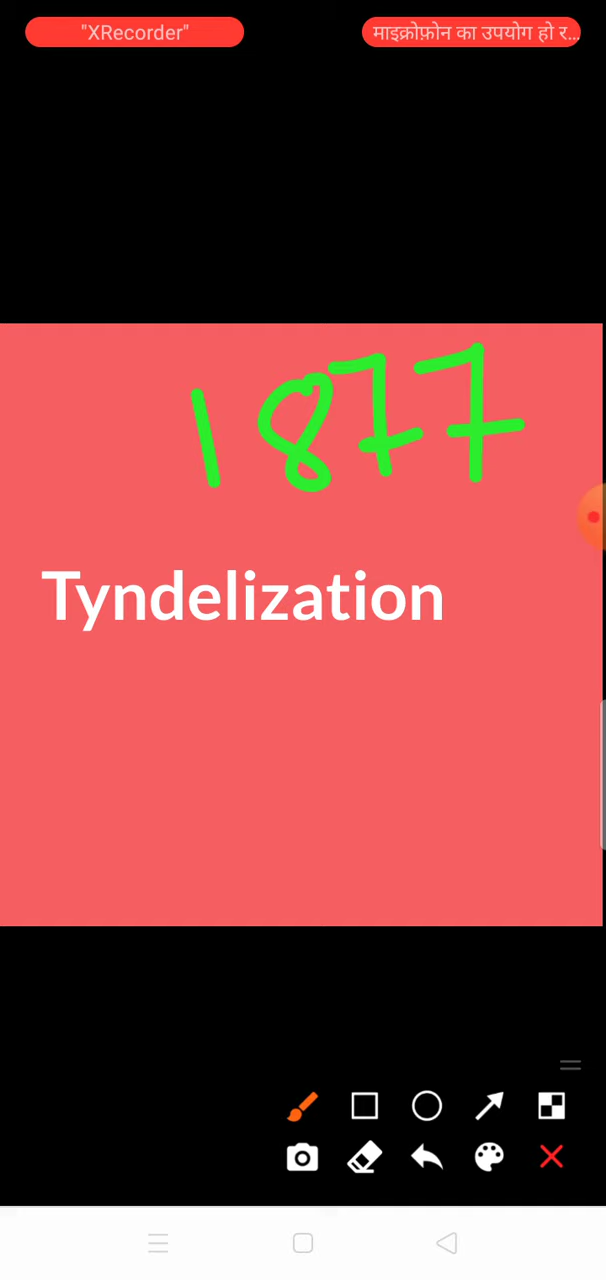 "XRecorder"
माइक्रोफ़ोन का उपयोग हो र...
1877
Tyndelization